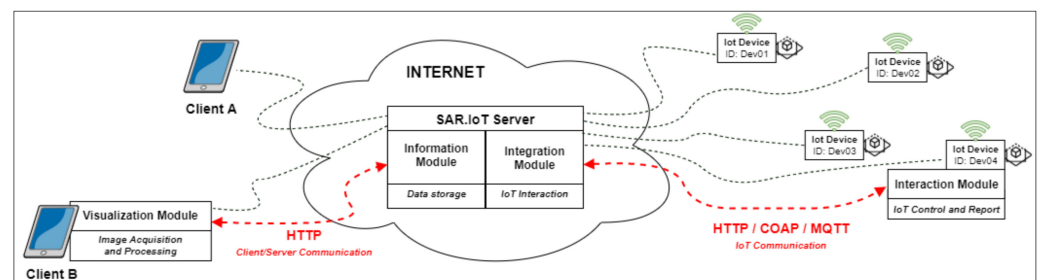 Client A
INTERNET
SAR.IoT Server
Information
Module
Data storage
Integration
Module
IoT Interaction
Iot Device
ID: Dev01
Iot Device
ID: Dev02
Iot Device
ID: Dev03
Iot Device
ID: Dev04
Interaction Module
IoT Control and Report
Visualization Module
Image Acquisition
and Processing
Client B
HTTP
Client/Server Communication
HTTP / COAP / MQTT
IoT Communication